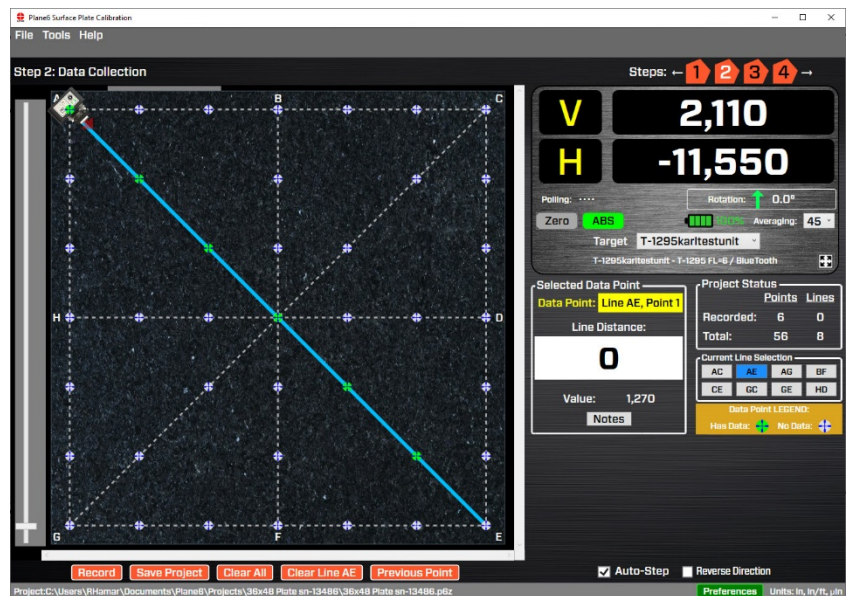 Plane6 Surface Plate Calibration
File Tools Help
Step 2: Data Collection
Steps: ← 1 2 3 4 →
A B C
H D
G F E
V 2,110
H -11,550
Polling: ····
Rotation: ↑ 0.0°
Zero ABS
100% Averaging: 45
Target T-1295karltestunit
T-1295karltestunit - T-1295 FL=6 / BlueTooth
Selected Data Point
Data Point: Line AE, Point 1
Line Distance:
0
Value: 1,270
Notes
Project Status
Points Lines
Recorded: 6 0
Total: 56 8
Current Line Selection
AC AE AG BF
CE GC GE HD
Data Point LEGEND:
Has Data: No Data:
Record Save Project Clear All Clear Line AE Previous Point
Auto-Step Reverse Direction
Project:C:\Users\RHamar\Documents\Plane6\Projects\36x48 Plate sn-13486\36x48 Plate sn-13486.p6z
Preferences Units: in, in/ft, µin